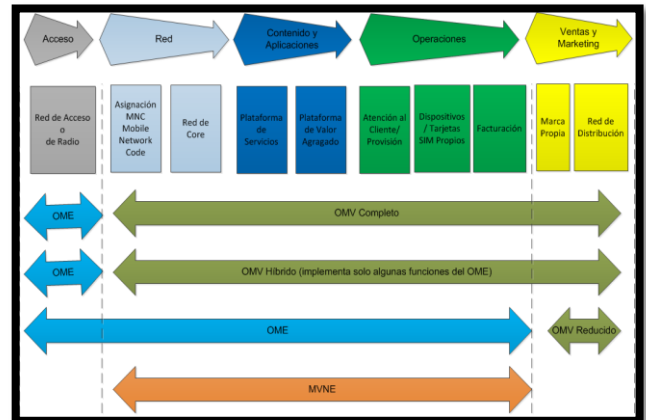 Acceso
Red
Contenido y
Aplicaciones
Operaciones
Ventas y
Marketing
Red de Acceso
o
de Radio
Asignación
MNC
Mobile
Network
Code
Red de
Core
Plataforma
de
Servicios
Plataforma
de Valor
Agragado
Atención al
Cliente/
Provisión
Dispositivos
/ Tarjetas
SIM Propios
Facturación
Marca
Propia
Red de
Distribución
OME
OMV Completo
OME
OMV Híbrido (implementa solo algunas funciones del OME)
OME
OMV Reducido
MVNE